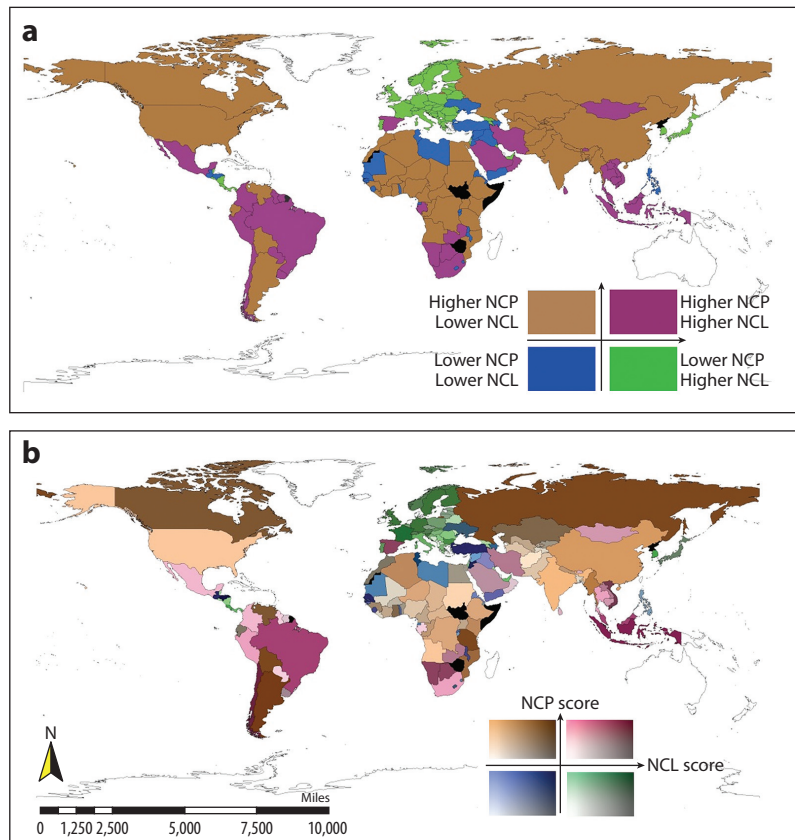 a
Higher NCP
Lower NCL
Higher NCP
Higher NCL
Lower NCP
Lower NCL
Lower NCP
Higher NCL
b
NCP score
NCL score
N
Miles
0 1,250 2,500 5,000 7,500 10,000